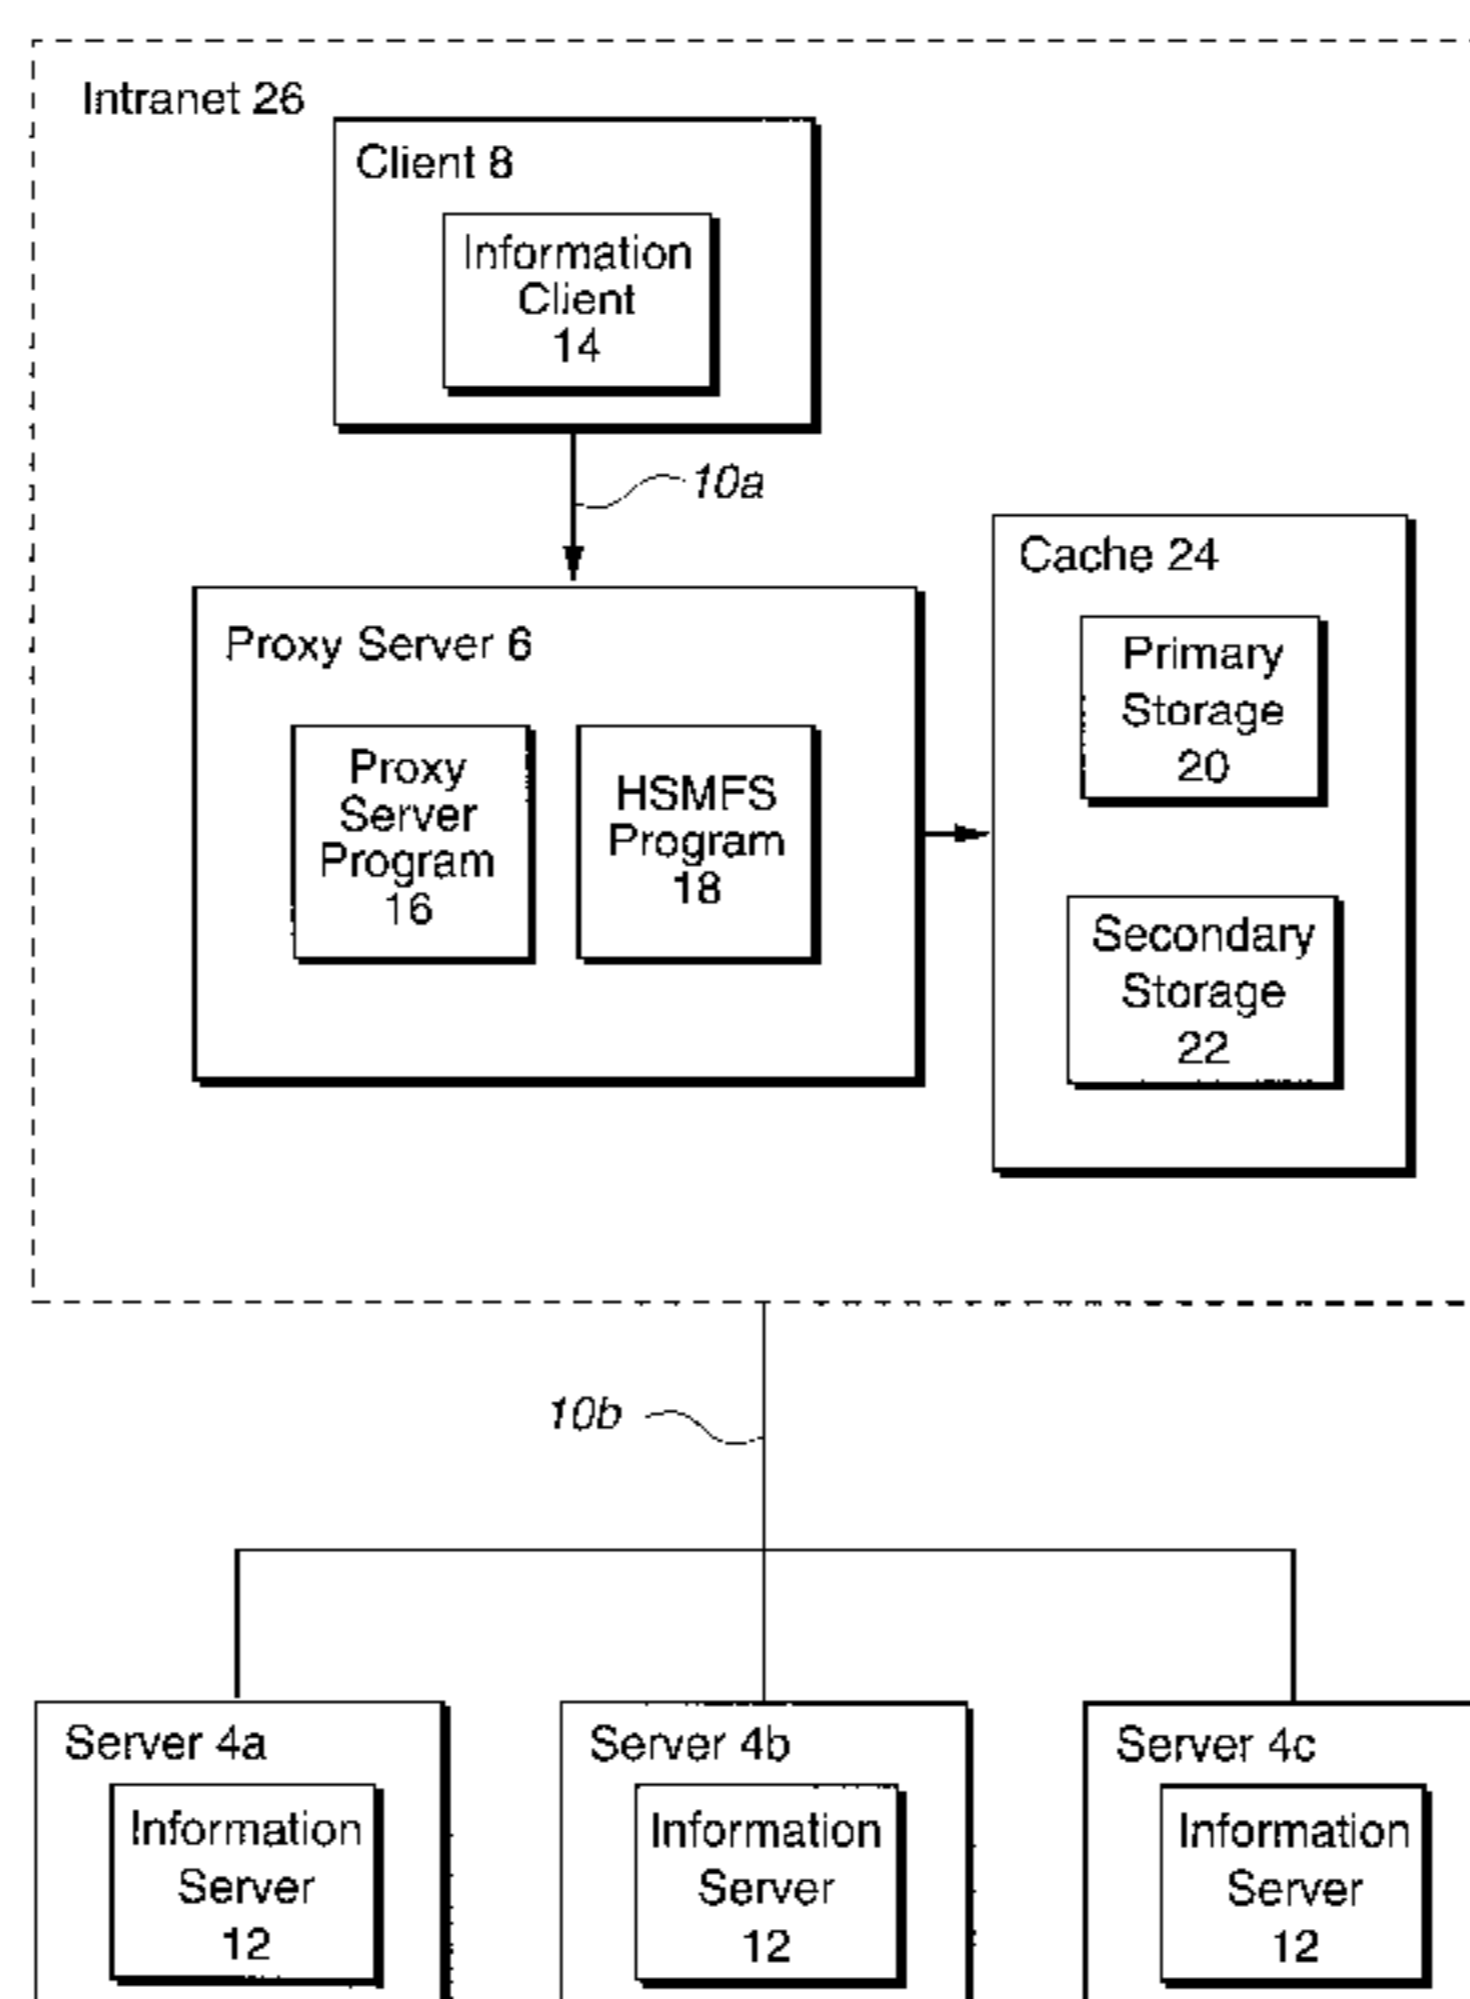 Intranet 26
Client 8
Information
Client
14
10a
Proxy Server 6
Proxy
Server
Program
16
HSMFS
Program
18
Cache 24
Primary
Storage
20
Secondary
Storage
22
10b
Server 4a
Information
Server
12
Server 4b
Information
Server
12
Server 4c
Information
Server
12